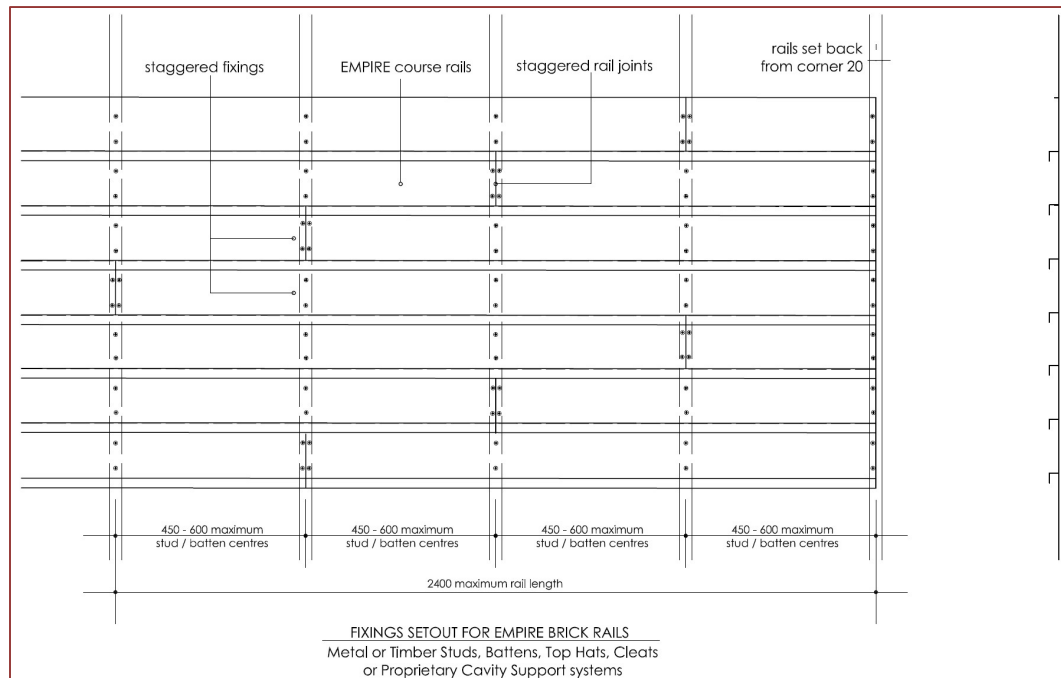 staggered fixings
EMPIRE course rails
staggered rail joints
rails set back
from corner 20
450 - 600 maximum
stud / batten centres
450 - 600 maximum
stud / batten centres
450 - 600 maximum
stud / batten centres
450 - 600 maximum
stud / batten centres
2400 maximum rail length
FIXINGS SETOUT FOR EMPIRE BRICK RAILS
Metal or Timber Studs, Battens, Top Hats, Cleats
or Proprietary Cavity Support systems